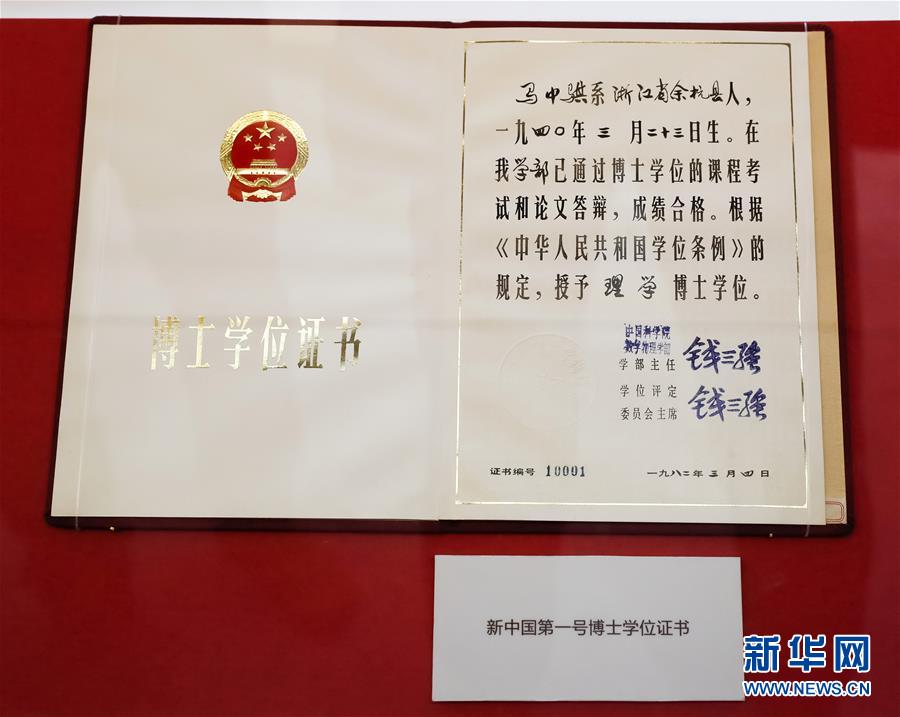 博士学位证书
马中骐系浙江省余杭县人，
一九四〇年三月二十三日生。在
我学部已通过博士学位的课程考
试和论文答辩，成绩合格。根据
《中华人民共和国学位条例》的
规定，授予理学博士学位。
中国科学院
数学物理学部
学部主任 钱三强
学位评定
委员会主席 钱三强
证书编号 10001 一九八二年三月四日
新中国第一号博士学位证书
新华网
WWW.NEWS.CN